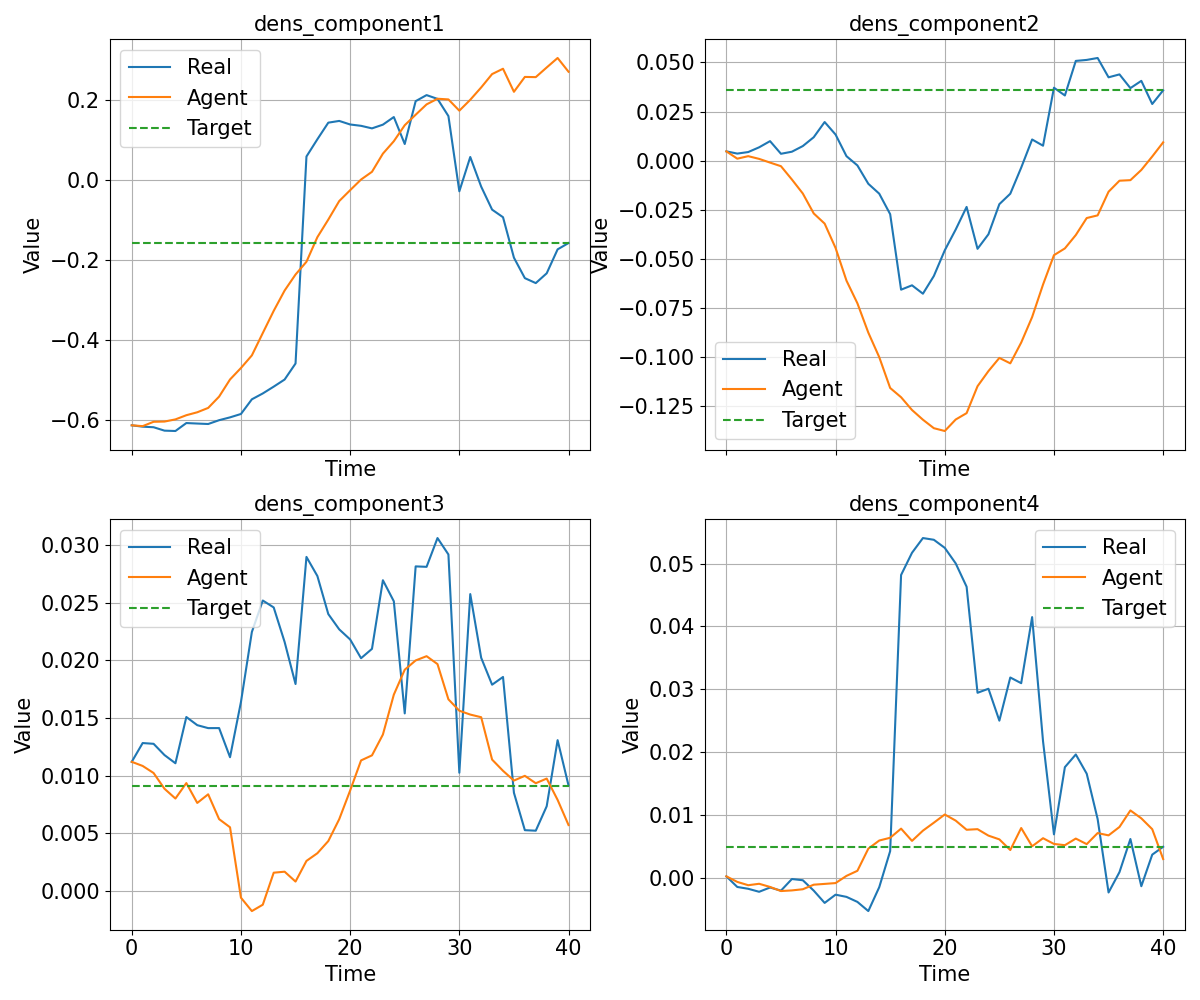 dens_component1
0.2
0.0
−0.2
−0.4
−0.6
Value
Time
Real
Agent
Target
dens_component2
0.050
0.025
0.000
−0.025
−0.050
−0.075
−0.100
−0.125
Value
Time
Real
Agent
Target
dens_component3
0.030
0.025
0.020
0.015
0.010
0.005
0.000
Value
0 10 20 30 40
Time
Real
Agent
Target
dens_component4
0.05
0.04
0.03
0.02
0.01
0.00
Value
0 10 20 30 40
Time
Real
Agent
Target